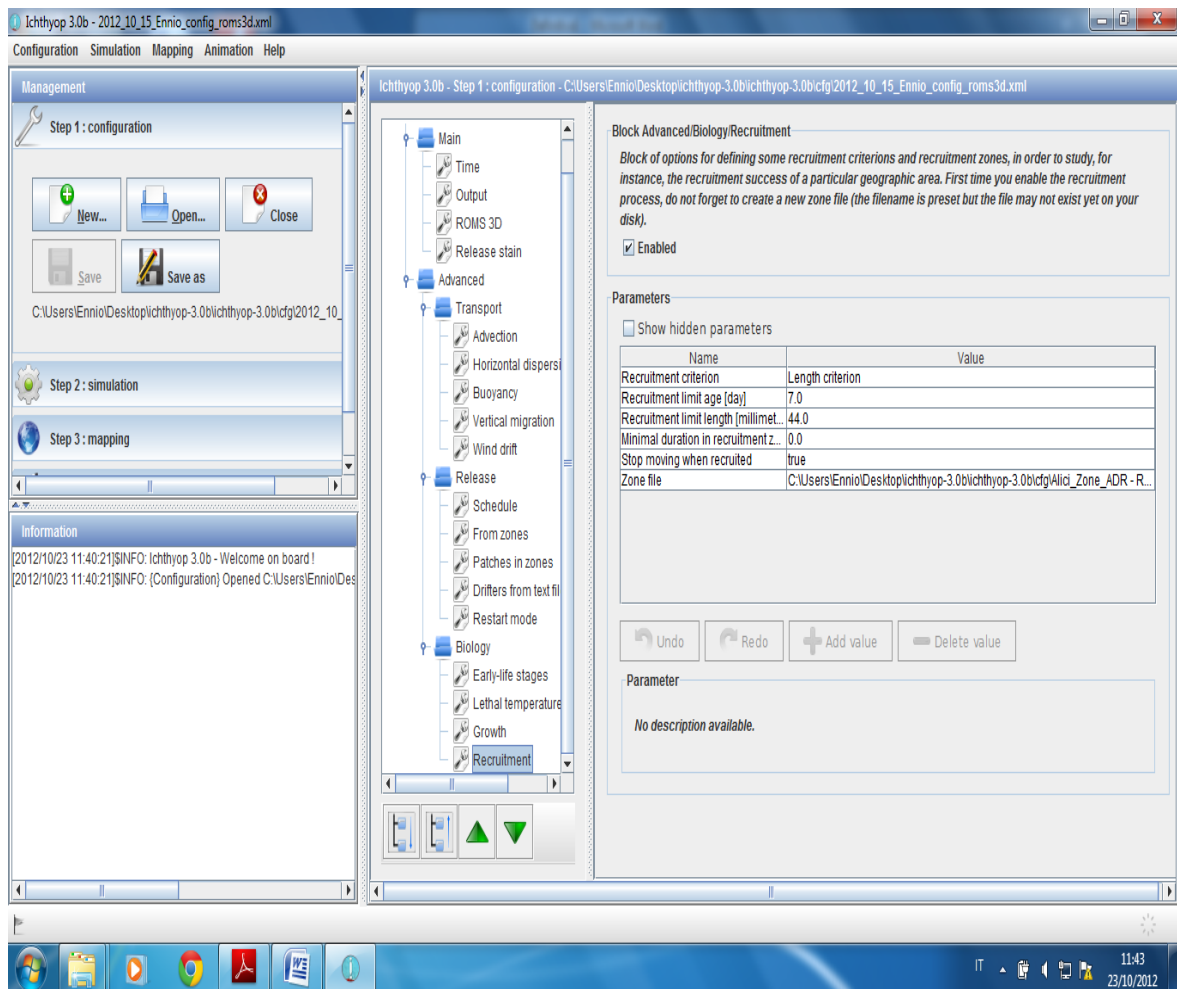 Ichthyop 3.0b - 2012_10_15_Ennio_config_roms3d.xml
Configuration Simulation Mapping Animation Help
Management
Step 1 : configuration
New... Open... Close
Save Save as
C:\Users\Ennio\Desktop\ichthyop-3.0b\ichthyop-3.0b\cfg\2012_10_
Step 2 : simulation
Step 3 : mapping
Information
[2012/10/23 11:40:21]$INFO: Ichthyop 3.0b - Welcome on board !
[2012/10/23 11:40:21]$INFO: {Configuration} Opened C:\Users\Ennio\Des
Ichthyop 3.0b - Step 1 : configuration - C:\Users\Ennio\Desktop\ichthyop-3.0b\ichthyop-3.0b\cfg\2012_10_15_Ennio_config_roms3d.xml
Main
Time
Output
ROMS 3D
Release stain
Advanced
Transport
Advection
Horizontal dispersi
Buoyancy
Vertical migration
Wind drift
Release
Schedule
From zones
Patches in zones
Drifters from text fil
Restart mode
Biology
Early-life stages
Lethal temperature
Growth
Recruitment
Block Advanced/Biology/Recruitment
Block of options for defining some recruitment criterions and recruitment zones, in order to study, for
instance, the recruitment success of a particular geographic area. First time you enable the recruitment
process, do not forget to create a new zone file (the filename is preset but the file may not exist yet on your
disk).
Enabled
Parameters
Show hidden parameters
Name Value
Recruitment criterion Length criterion
Recruitment limit age [day] 7.0
Recruitment limit length [millimet... 44.0
Minimal duration in recruitment z... 0.0
Stop moving when recruited true
Zone file C:\Users\Ennio\Desktop\ichthyop-3.0b\ichthyop-3.0b\cfg\Alici_Zone_ADR - R...
Undo Redo Add value Delete value
Parameter
No description available.
IT 11:43
23/10/2012